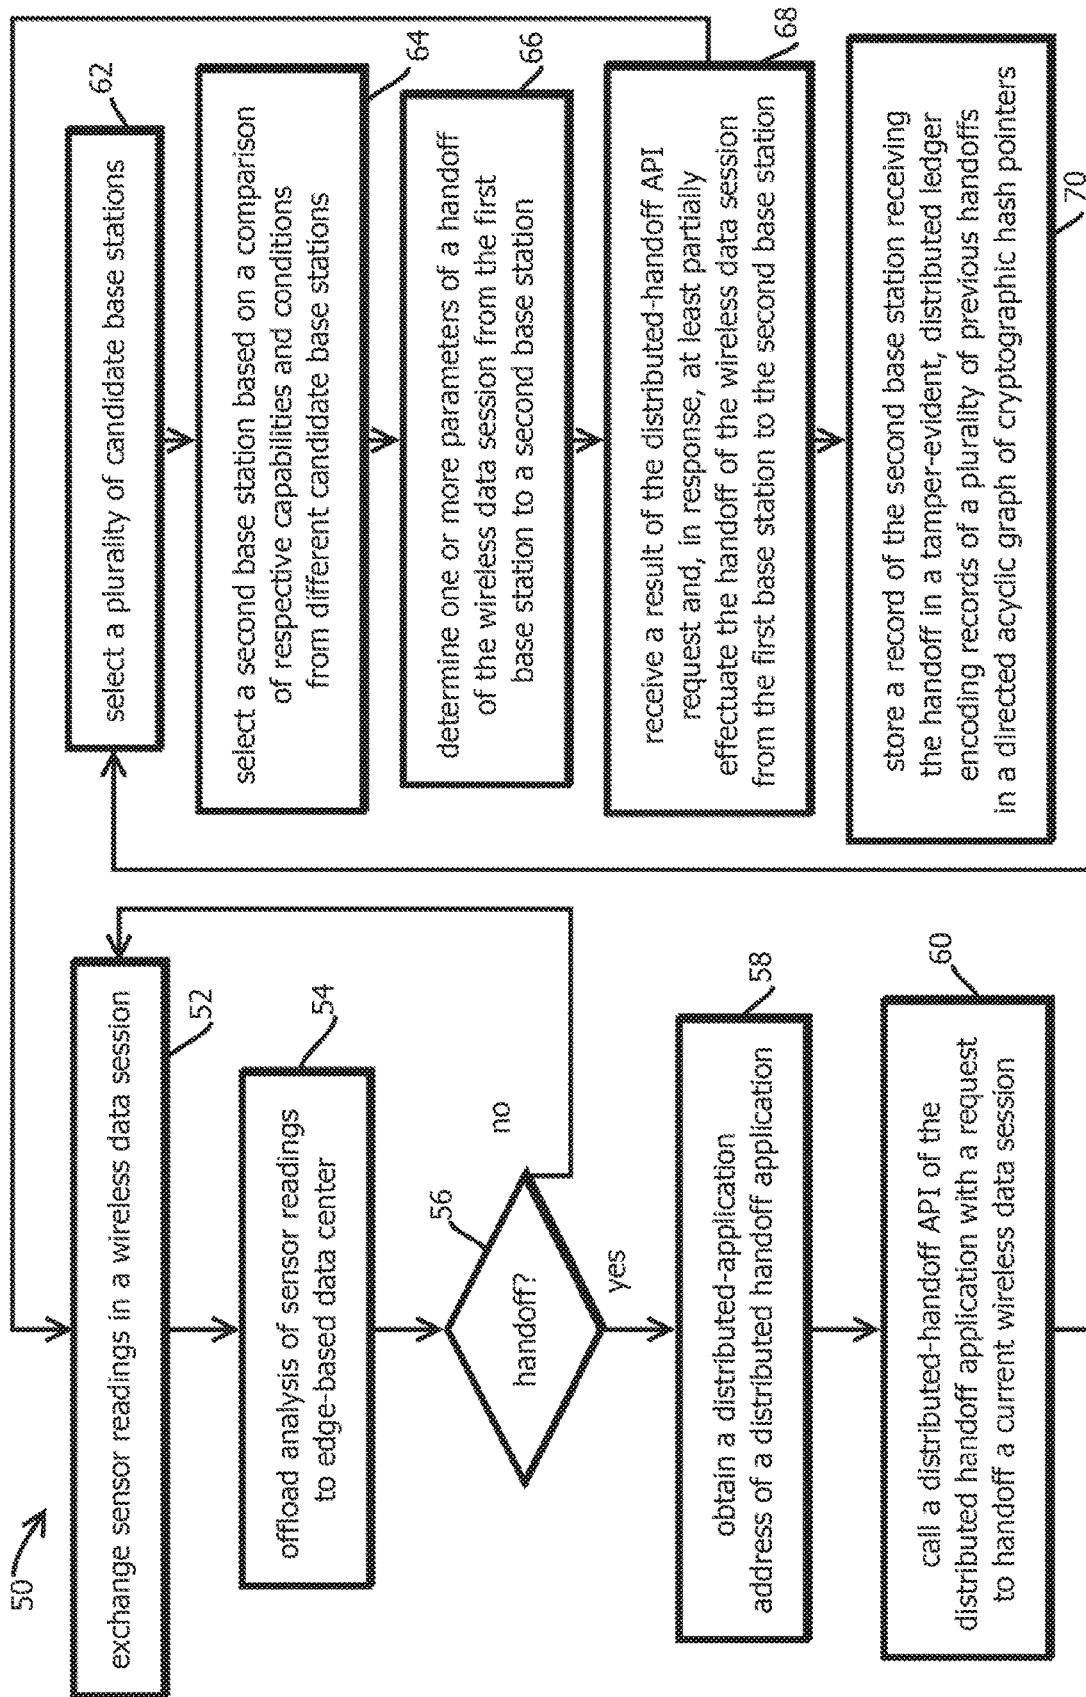 50
exchange sensor readings in a wireless data session
52
offload analysis of sensor readings
to edge-based data center
54
handoff?
56
no
yes
obtain a distributed-application
address of a distributed handoff application
58
call a distributed-handoff API of the
distributed handoff application with a request
to handoff a current wireless data session
60
select a plurality of candidate base stations
62
select a second base station based on a comparison
of respective capabilities and conditions
from different candidate base stations
64
determine one or more parameters of a handoff
of the wireless data session from the first
base station to a second base station
66
receive a result of the distributed-handoff API
request and, in response, at least partially
effectuate the handoff of the wireless data session
from the first base station to the second base station
68
store a record of the second base station receiving
the handoff in a tamper-evident, distributed ledger
encoding records of a plurality of previous handoffs
in a directed acyclic graph of cryptographic hash pointers
70